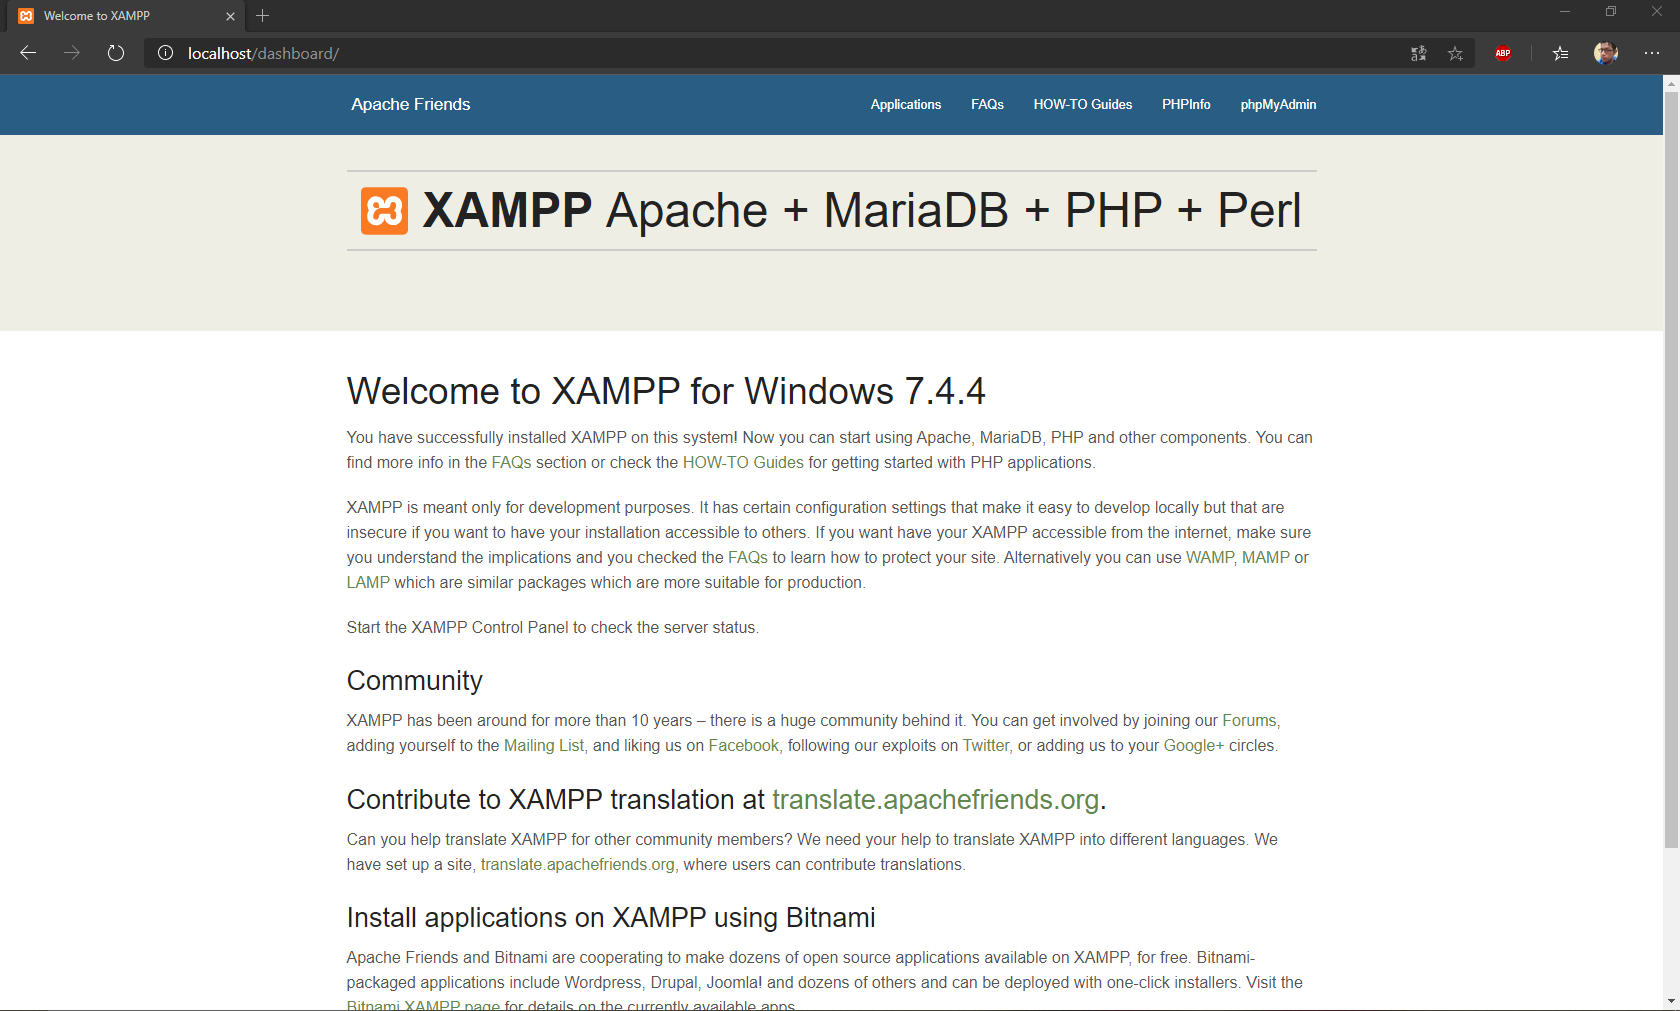 Welcome to XAMPP
localhost/dashboard/
ABP
Apache Friends
Applications
FAQs
HOW-TO Guides
PHPInfo
phpMyAdmin
XAMPP Apache + MariaDB + PHP + Perl
Welcome to XAMPP for Windows 7.4.4
You have successfully installed XAMPP on this system! Now you can start using Apache, MariaDB, PHP and other components. You can
find more info in the FAQs section or check the HOW-TO Guides for getting started with PHP applications.
XAMPP is meant only for development purposes. It has certain configuration settings that make it easy to develop locally but that are
insecure if you want to have your installation accessible to others. If you want have your XAMPP accessible from the internet, make sure
you understand the implications and you checked the FAQs to learn how to protect your site. Alternatively you can use WAMP, MAMP or
LAMP which are similar packages which are more suitable for production.
Start the XAMPP Control Panel to check the server status.
Community
XAMPP has been around for more than 10 years – there is a huge community behind it. You can get involved by joining our Forums,
adding yourself to the Mailing List, and liking us on Facebook, following our exploits on Twitter, or adding us to your Google+ circles.
Contribute to XAMPP translation at translate.apachefriends.org.
Can you help translate XAMPP for other community members? We need your help to translate XAMPP into different languages. We
have set up a site, translate.apachefriends.org, where users can contribute translations.
Install applications on XAMPP using Bitnami
Apache Friends and Bitnami are cooperating to make dozens of open source applications available on XAMPP, for free. Bitnami-
packaged applications include Wordpress, Drupal, Joomla! and dozens of others and can be deployed with one-click installers. Visit the
Bitnami XAMPP page for details on the currently available apps.